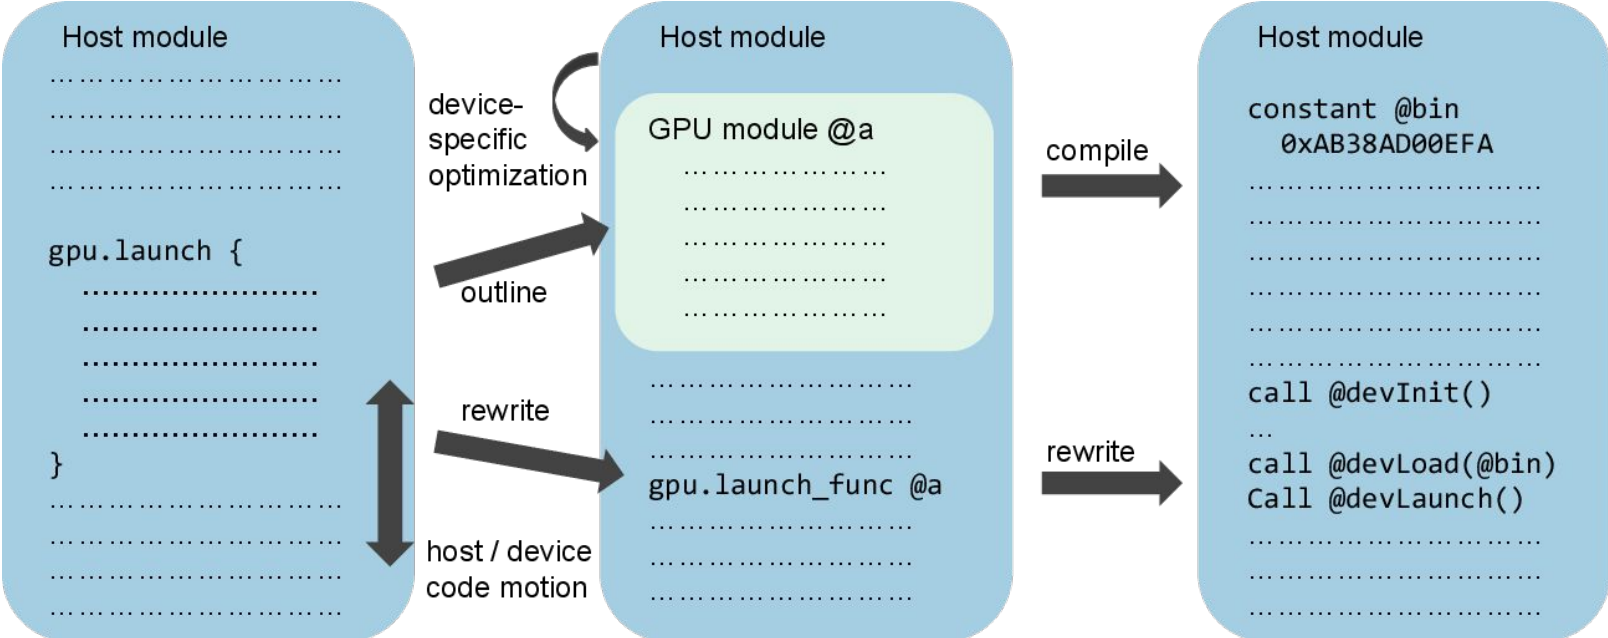 Host module
……………………………
……………………………
……………………………
……………………………
gpu.launch {
........................
........................
........................
........................
........................
}
……………………………
……………………………
……………………………
……………………………
device-
specific
optimization
outline
rewrite
host / device
code motion
Host module
GPU module @a
…………………
…………………
…………………
…………………
…………………
………………………
………………………
………………………
gpu.launch_func @a
………………………
………………………
………………………
compile
rewrite
Host module
constant @bin
0xAB38AD00EFA
……………………………
……………………………
……………………………
……………………………
……………………………
……………………………
call @devInit()
...
call @devLoad(@bin)
Call @devLaunch()
……………………………
……………………………
……………………………